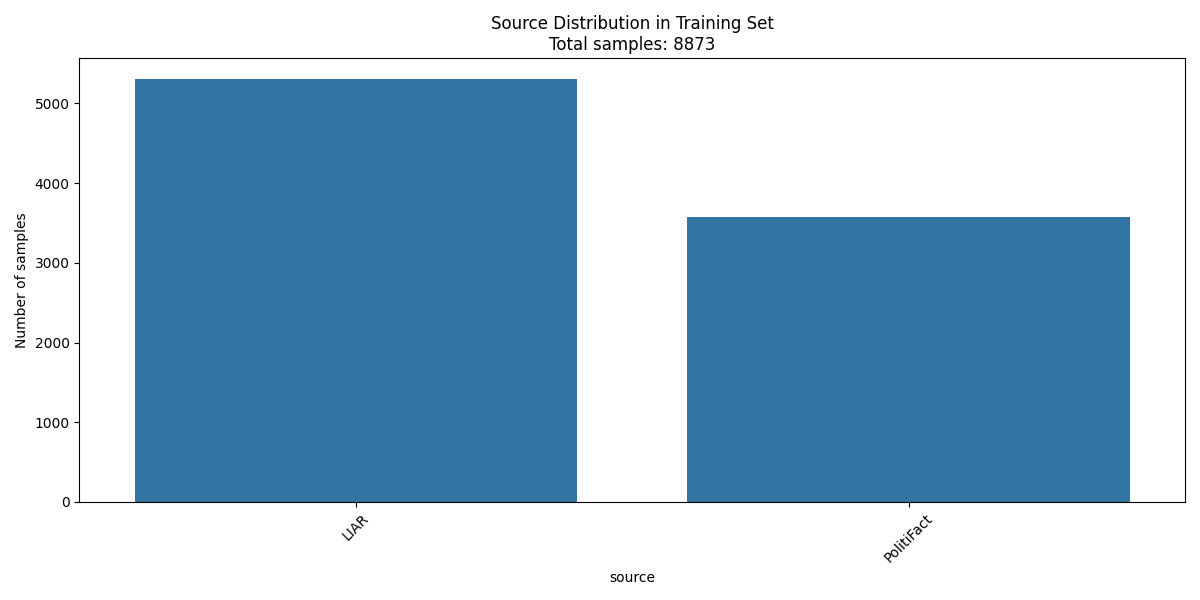 Source Distribution in Training Set
Total samples: 8873
Number of samples
5000
4000
3000
2000
1000
0
LIAR
PolitiFact
source